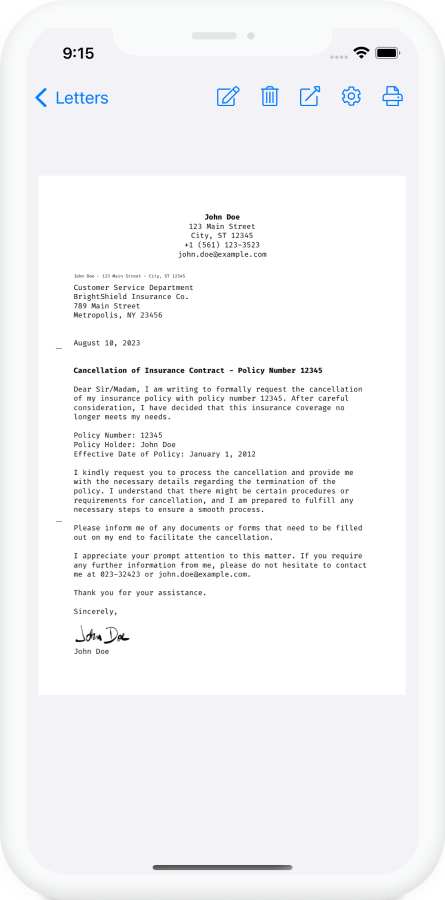 9:15
Letters
John Doe
123 Main Street
City, ST 12345
+1 (561) 123-3523
john.doe@example.com
John Doe - 123 Main Street - City, ST 12345
Customer Service Department
BrightShield Insurance Co.
789 Main Street
Metropolis, NY 23456
August 10, 2023
Cancellation of Insurance Contract - Policy Number 12345
Dear Sir/Madam, I am writing to formally request the cancellation
of my insurance policy with policy number 12345. After careful
consideration, I have decided that this insurance coverage no
longer meets my needs.
Policy Number: 12345
Policy Holder: John Doe
Effective Date of Policy: January 1, 2012
I kindly request you to process the cancellation and provide me
with the necessary details regarding the termination of the
policy. I understand that there might be certain procedures or
requirements for cancellation, and I am prepared to fulfill any
necessary steps to ensure a smooth process.
Please inform me of any documents or forms that need to be filled
out on my end to facilitate the cancellation.
I appreciate your prompt attention to this matter. If you require
any further information from me, please do not hesitate to contact
me at 023-32423 or john.doe@example.com.
Thank you for your assistance.
Sincerely,
John Doe
John Doe